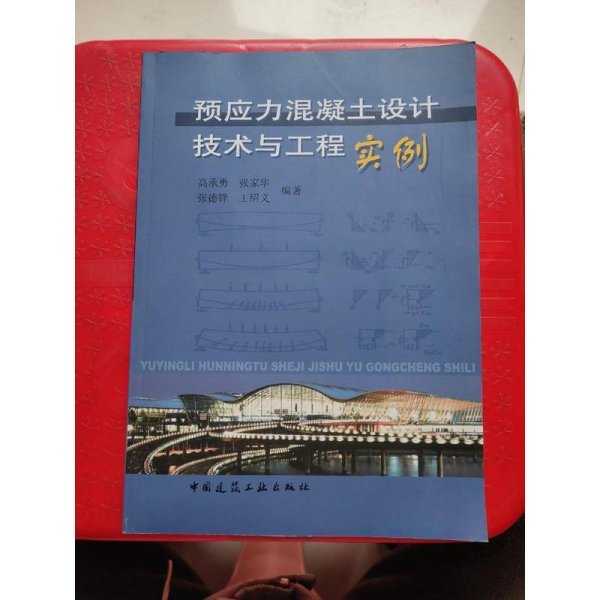 预应力混凝土设计
技术与工程实例
高承勇 张家华
张德锋 王绍义 编著
YUYINGLI HUNNINGTU SHEJI JISHU YU GONGCHENG SHILI
中国建筑工业出版社